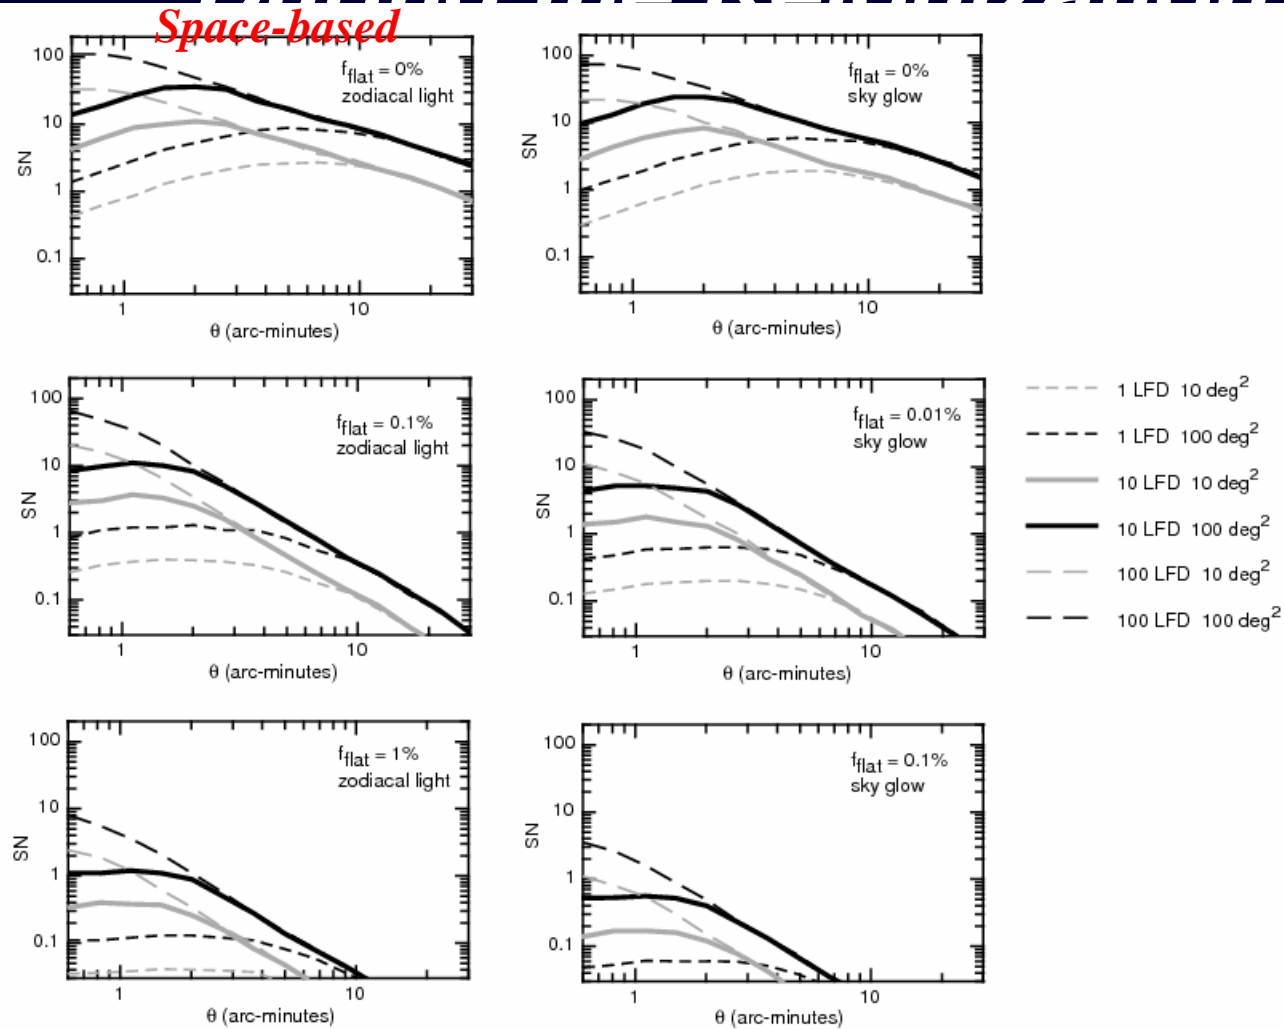 Space-based
100
10
1
0.1
SN
f_flat = 0%
zodiacal light
1 10
θ (arc-minutes)
100
10
1
0.1
SN
f_flat = 0%
sky glow
1 10
θ (arc-minutes)
100
10
1
0.1
SN
f_flat = 0.1%
zodiacal light
1 10
θ (arc-minutes)
100
10
1
0.1
SN
f_flat = 0.01%
sky glow
1 10
θ (arc-minutes)
1 LFD 10 deg²
1 LFD 100 deg²
10 LFD 10 deg²
10 LFD 100 deg²
100 LFD 10 deg²
100 LFD 100 deg²
100
10
1
0.1
SN
f_flat = 1%
zodiacal light
1 10
θ (arc-minutes)
100
10
1
0.1
SN
f_flat = 0.1%
sky glow
1 10
θ (arc-minutes)